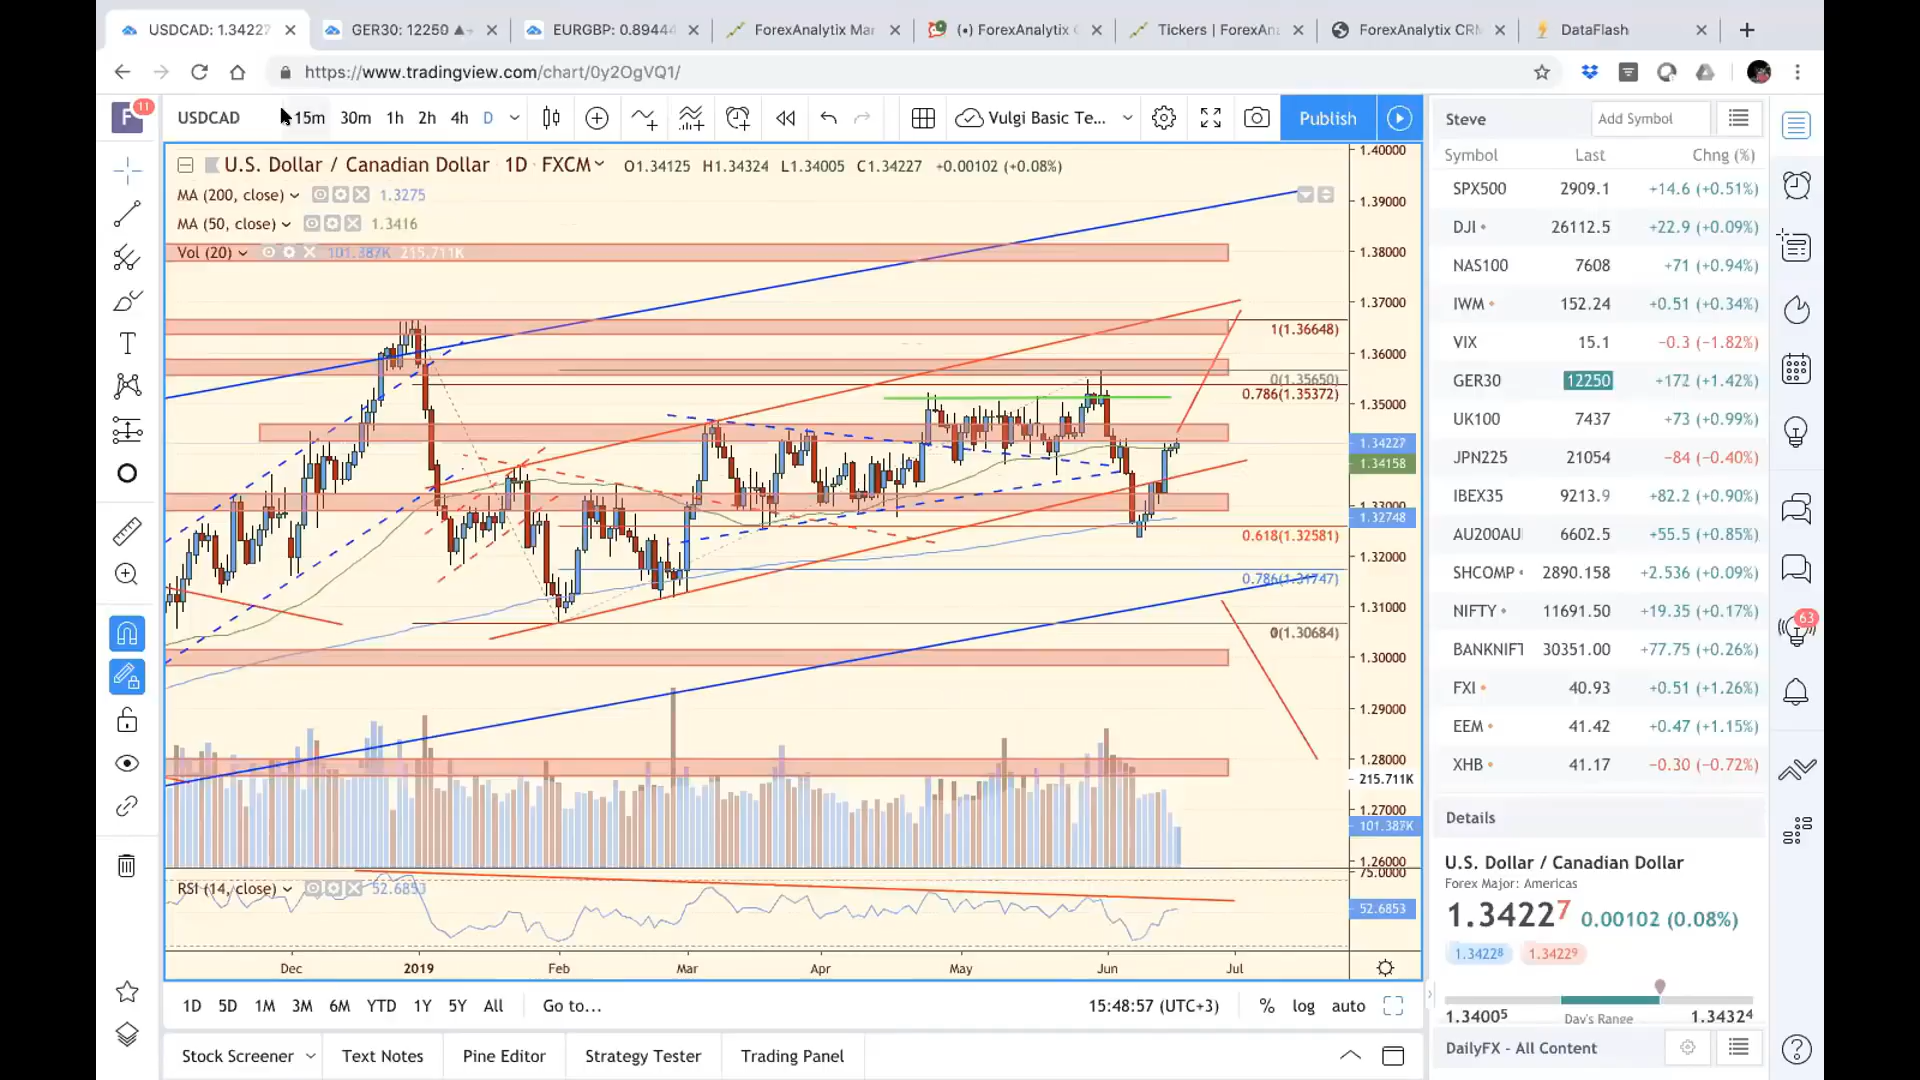 USDCAD: 1.34227
GER30: 12250
EURGBP: 0.8944
ForexAnalytix Mar
(•) ForexAnalytix
Tickers | ForexAn
ForexAnalytix CRM
DataFlash
https://www.tradingview.com/chart/0y2OgVQ1/
F 11
USDCAD 15m 30m 1h 2h 4h D
Vulgi Basic Te...
Publish
U.S. Dollar / Canadian Dollar 1D FXCM O1.34125 H1.34324 L1.34005 C1.34227 +0.00102 (+0.08%)
MA (200, close) 1.3275
MA (50, close) 1.3416
Vol (20) 101.387K 215.711K
1.40000
1.39000
1.38000
1.37000
1(1.36648)
1.36000
0(1.35650)
0.786(1.35372)
1.35000
1.34227
1.34158
1.33000
1.32748
0.618(1.32581)
1.32000
0.786(1.31747)
1.31000
0(1.30684)
1.30000
1.29000
1.28000
215.711K
1.27000
101.387K
1.26000
75.0000
RSI (14, close) 52.6853
52.6853
Dec 2019 Feb Mar Apr May Jun Jul
1D 5D 1M 3M 6M YTD 1Y 5Y All Go to...
15:48:57 (UTC+3) % log auto
Stock Screener Text Notes Pine Editor Strategy Tester Trading Panel
Steve Add Symbol
Symbol Last Chng (%)
SPX500 2909.1 +14.6 (+0.51%)
DJI 26112.5 +22.9 (+0.09%)
NAS100 7608 +71 (+0.94%)
IWM 152.24 +0.51 (+0.34%)
VIX 15.1 −0.3 (−1.82%)
GER30 12250 +172 (+1.42%)
UK100 7437 +73 (+0.99%)
JPN225 21054 −84 (−0.40%)
IBEX35 9213.9 +82.2 (+0.90%)
AU200AU 6602.5 +55.5 (+0.85%)
SHCOMP 2890.158 +2.536 (+0.09%)
NIFTY 11691.50 +19.35 (+0.17%)
BANKNIFT 30351.00 +77.75 (+0.26%)
FXI 40.93 +0.51 (+1.26%)
EEM 41.42 +0.47 (+1.15%)
XHB 41.17 −0.30 (−0.72%)
63
Details
U.S. Dollar / Canadian Dollar
Forex Major: Americas
1.34227 0.00102 (0.08%)
1.34228 1.34229
1.34005 Day's Range 1.34324
DailyFX - All Content